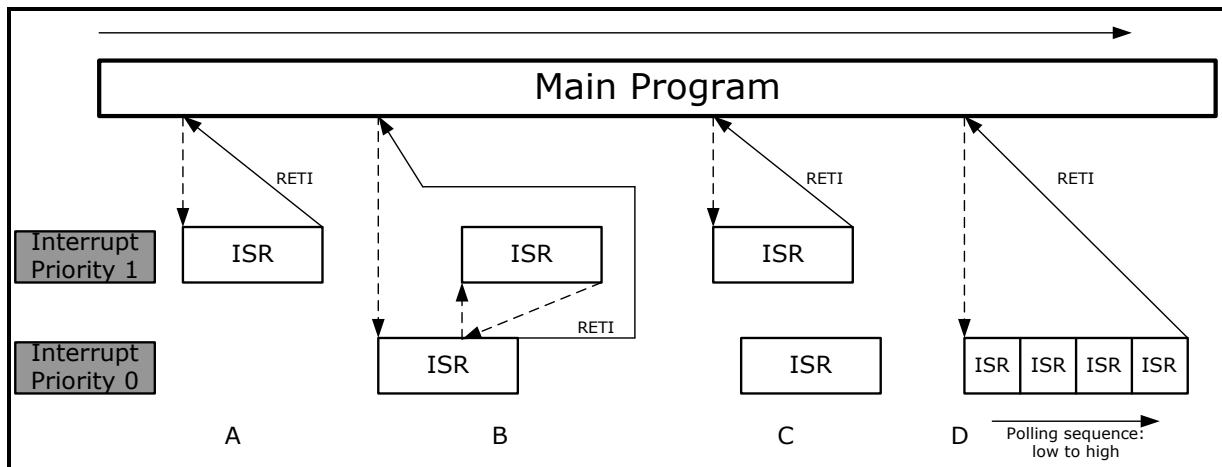 Main Program
RETI
RETI
RETI
Interrupt
Priority 1
ISR
ISR
ISR
RETI
Interrupt
Priority 0
ISR
ISR
ISR
ISR
ISR
ISR
A
B
C
D
Polling sequence:
low to high